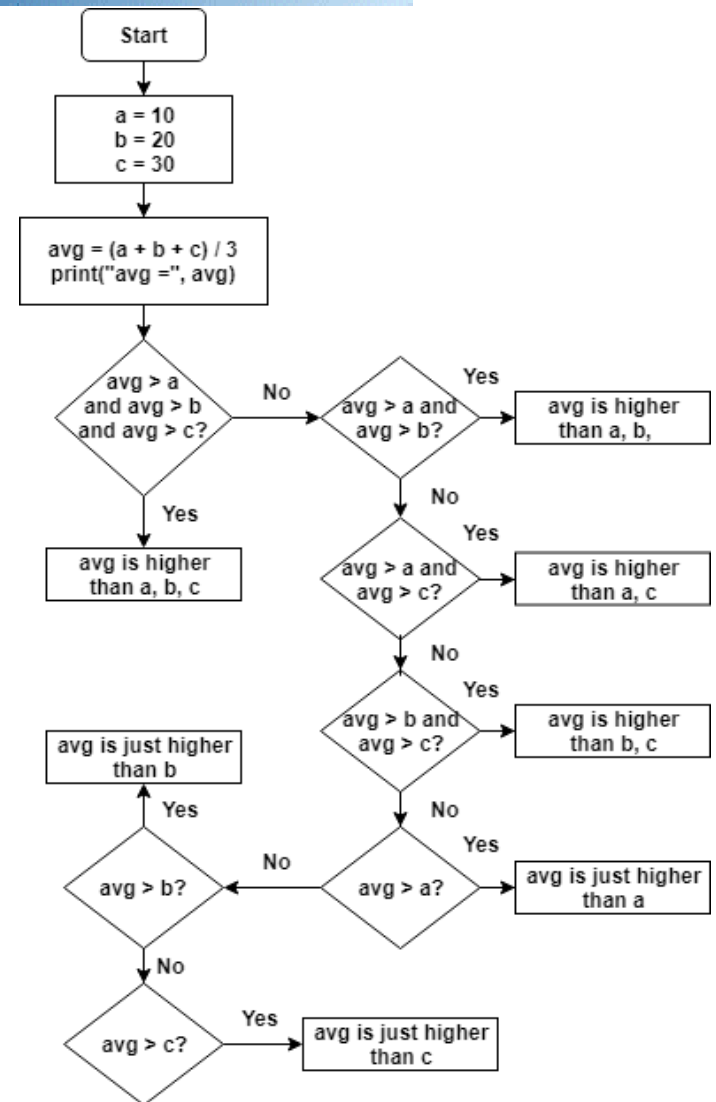 Start
a = 10
b = 20
c = 30
avg = (a + b + c) / 3
print("avg =", avg)
avg > a
and avg > b
and avg > c?
No
avg > a and
avg > b?
Yes
avg is higher
than a, b,
Yes
avg is higher
than a, b, c
No
avg > a and
avg > c?
Yes
avg is higher
than a, c
No
avg > b and
avg > c?
Yes
avg is higher
than b, c
No
avg > a?
Yes
avg is just higher
than a
No
avg > b?
Yes
avg is just higher
than b
No
avg > c?
Yes
avg is just higher
than c